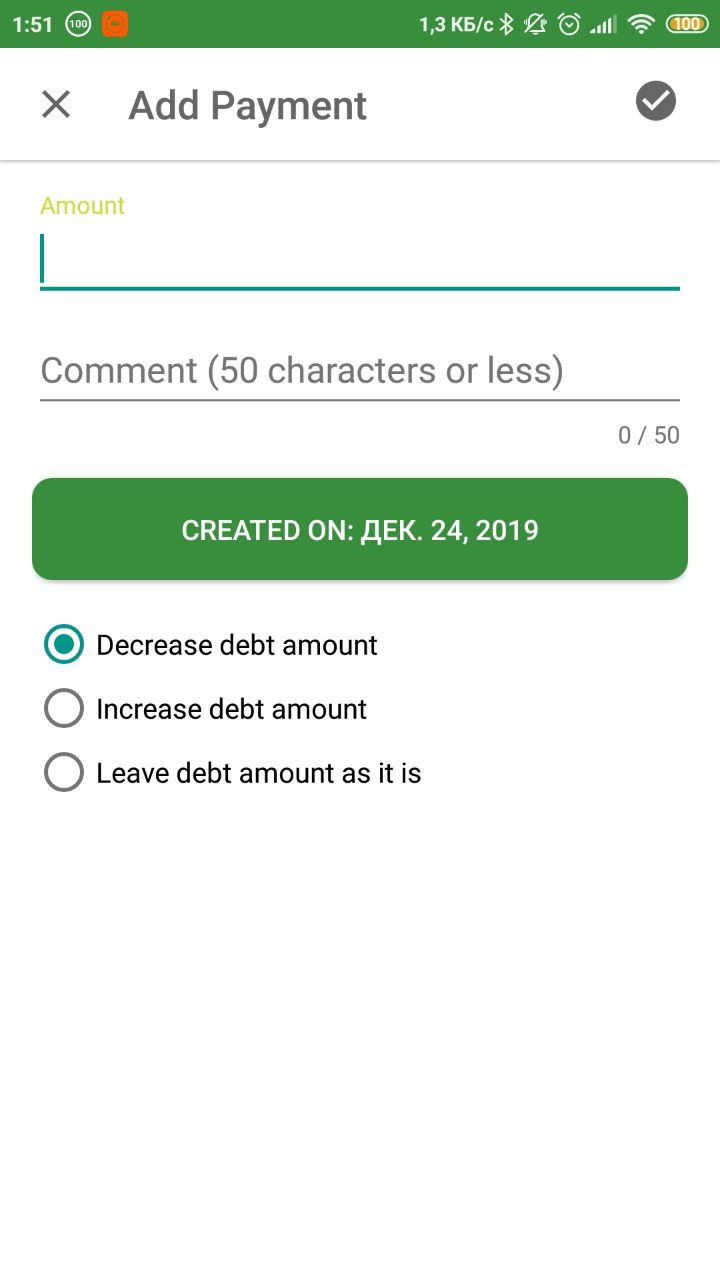 1:51 100 1,3 КБ/с 100
Add Payment
Amount
Comment (50 characters or less)
0 / 50
CREATED ON: ДЕК. 24, 2019
Decrease debt amount
Increase debt amount
Leave debt amount as it is